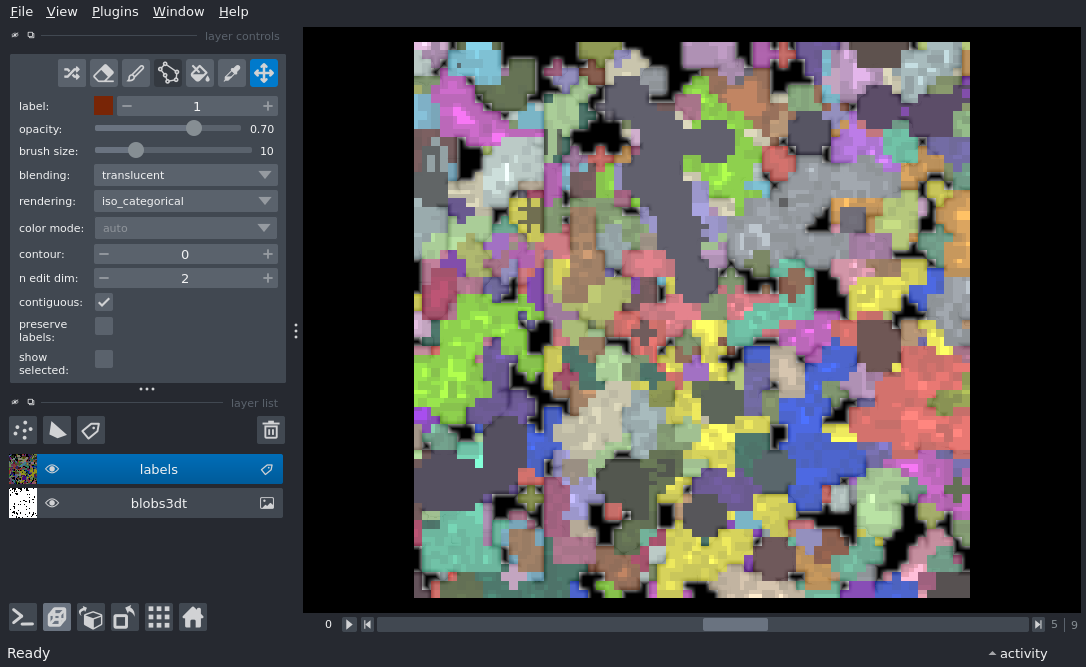 File View Plugins Window Help
layer controls
label: 1
opacity: 0.70
brush size: 10
blending: translucent
rendering: iso_categorical
color mode: auto
contour: 0
n edit dim: 2
contiguous:
preserve
labels:
show
selected:
layer list
labels
blobs3dt
0 5 | 9
Ready activity